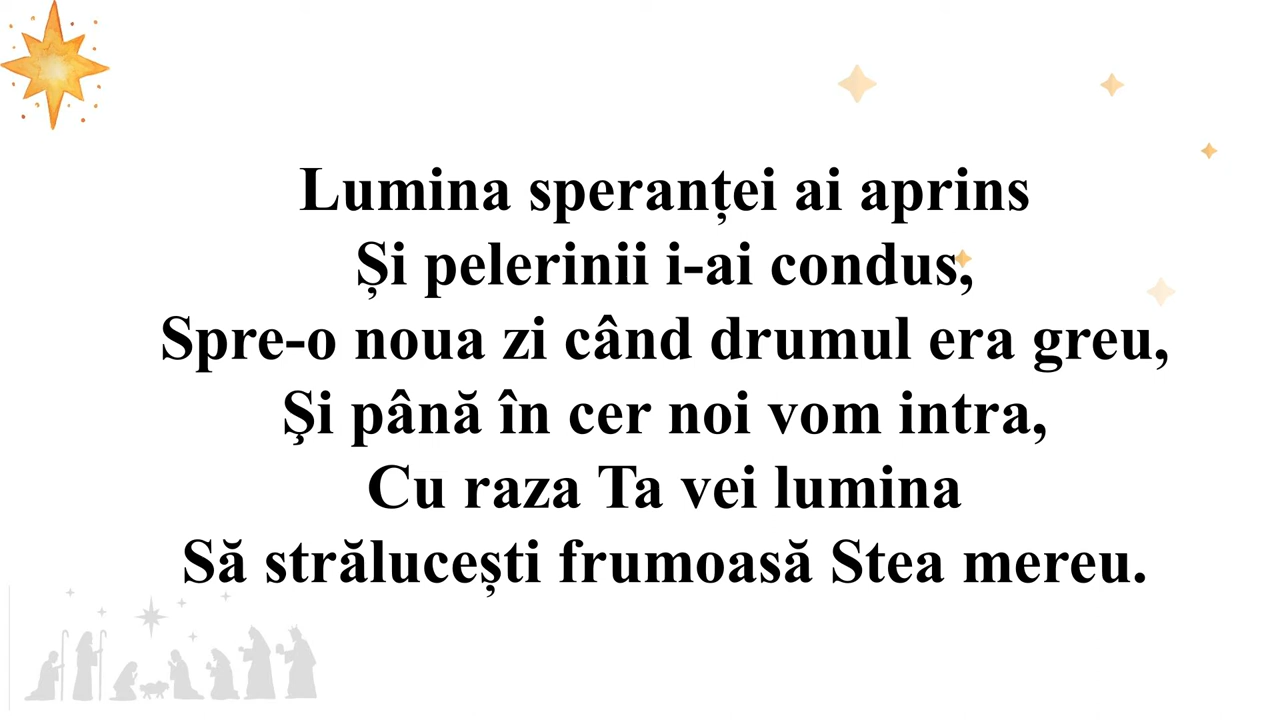 Lumina speranței ai aprins
Și pelerinii i-ai condus,
Spre-o noua zi când drumul era greu,
Şi până în cer noi vom intra,
Cu raza Ta vei lumina
Să strălucești frumoasă Stea mereu.